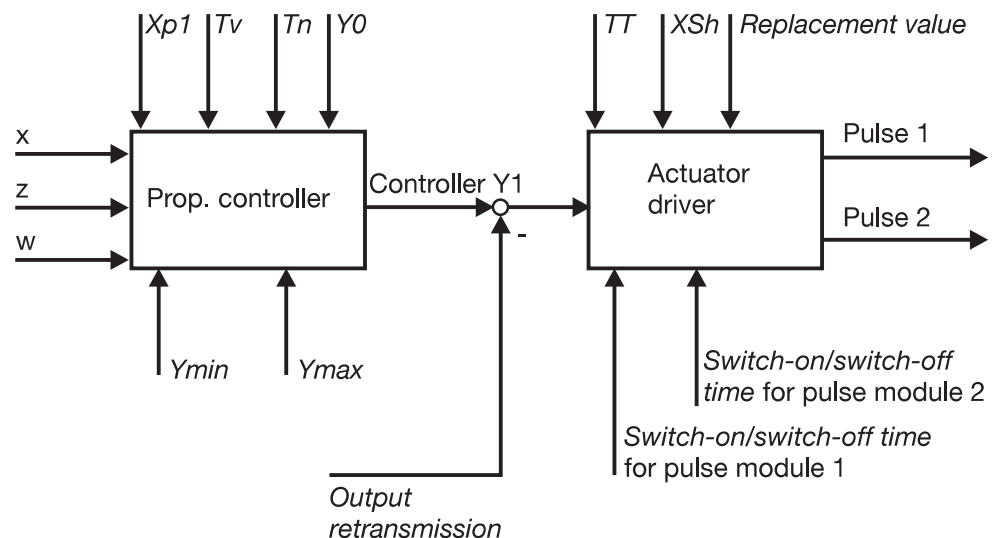 Xp1 Tv Tn Y0 TT XSh Replacement value
x
z
w
Prop. controller
Controller Y1
-
Actuator
driver
Pulse 1
Pulse 2
Ymin Ymax
Switch-on/switch-off
time for pulse module 2
Switch-on/switch-off time
for pulse module 1
Output
retransmission